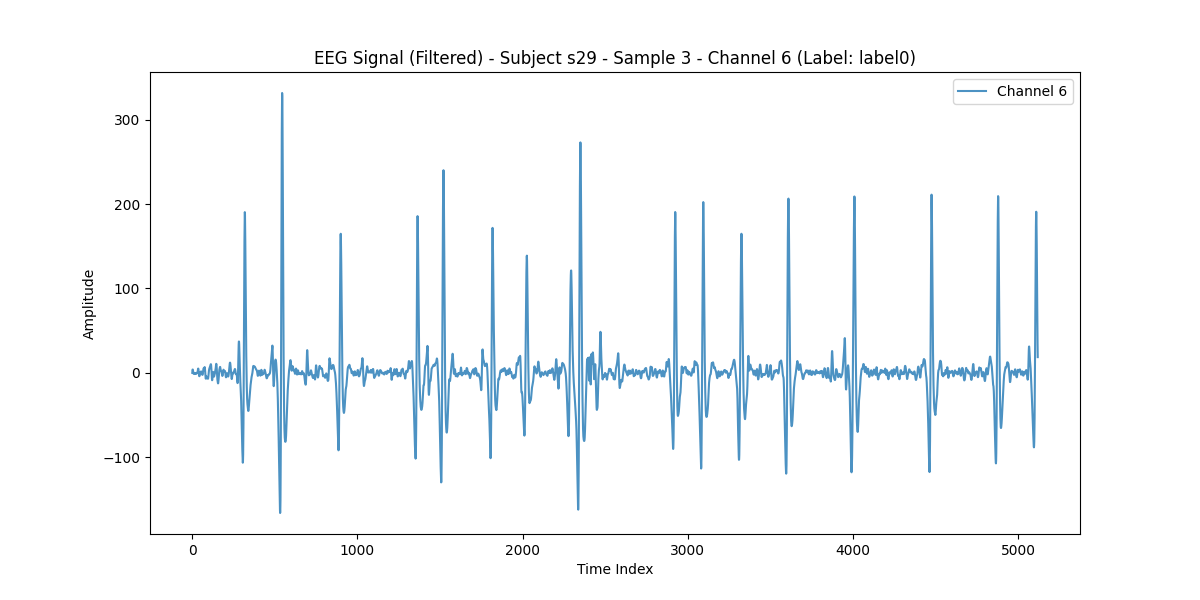 EEG Signal (Filtered) - Subject s29 - Sample 3 - Channel 6 (Label: label0)
Channel 6
300
200
100
0
−100
Amplitude
0 1000 2000 3000 4000 5000
Time Index